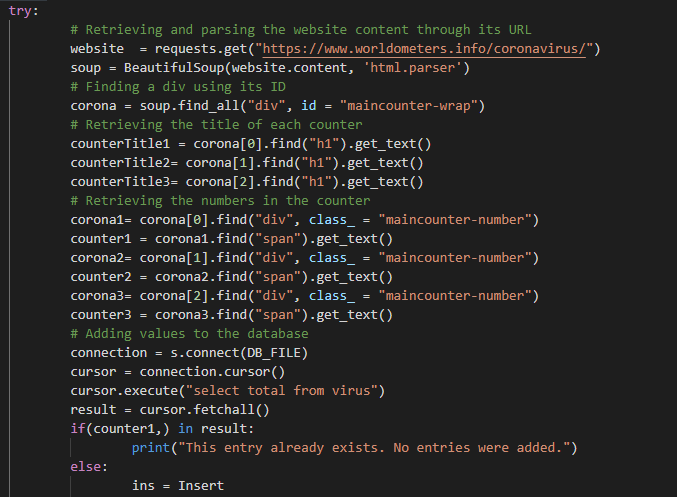 try:
# Retrieving and parsing the website content through its URL
website  = requests.get("https://www.worldometers.info/coronavirus/")
soup = BeautifulSoup(website.content, 'html.parser')
# Finding a div using its ID
corona = soup.find_all("div", id = "maincounter-wrap")
# Retrieving the title of each counter
counterTitle1 = corona[0].find("h1").get_text()
counterTitle2= corona[1].find("h1").get_text()
counterTitle3= corona[2].find("h1").get_text()
# Retrieving the numbers in the counter
corona1= corona[0].find("div", class_ = "maincounter-number")
counter1 = corona1.find("span").get_text()
corona2= corona[1].find("div", class_ = "maincounter-number")
counter2 = corona2.find("span").get_text()
corona3= corona[2].find("div", class_ = "maincounter-number")
counter3 = corona3.find("span").get_text()
# Adding values to the database
connection = s.connect(DB_FILE)
cursor = connection.cursor()
cursor.execute("select total from virus")
result = cursor.fetchall()
if(counter1,) in result:
print("This entry already exists. No entries were added.")
else:
ins = Insert